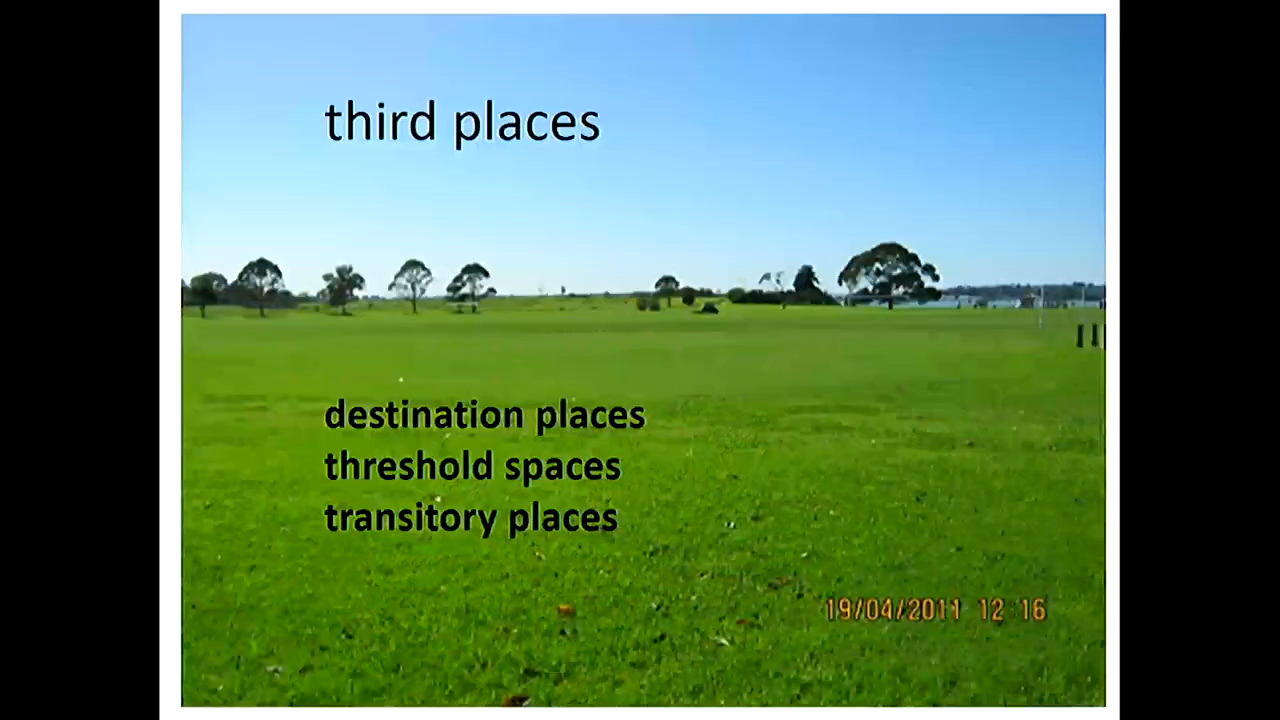 third places
destination places
threshold spaces
transitory places
19/04/2011 12:16